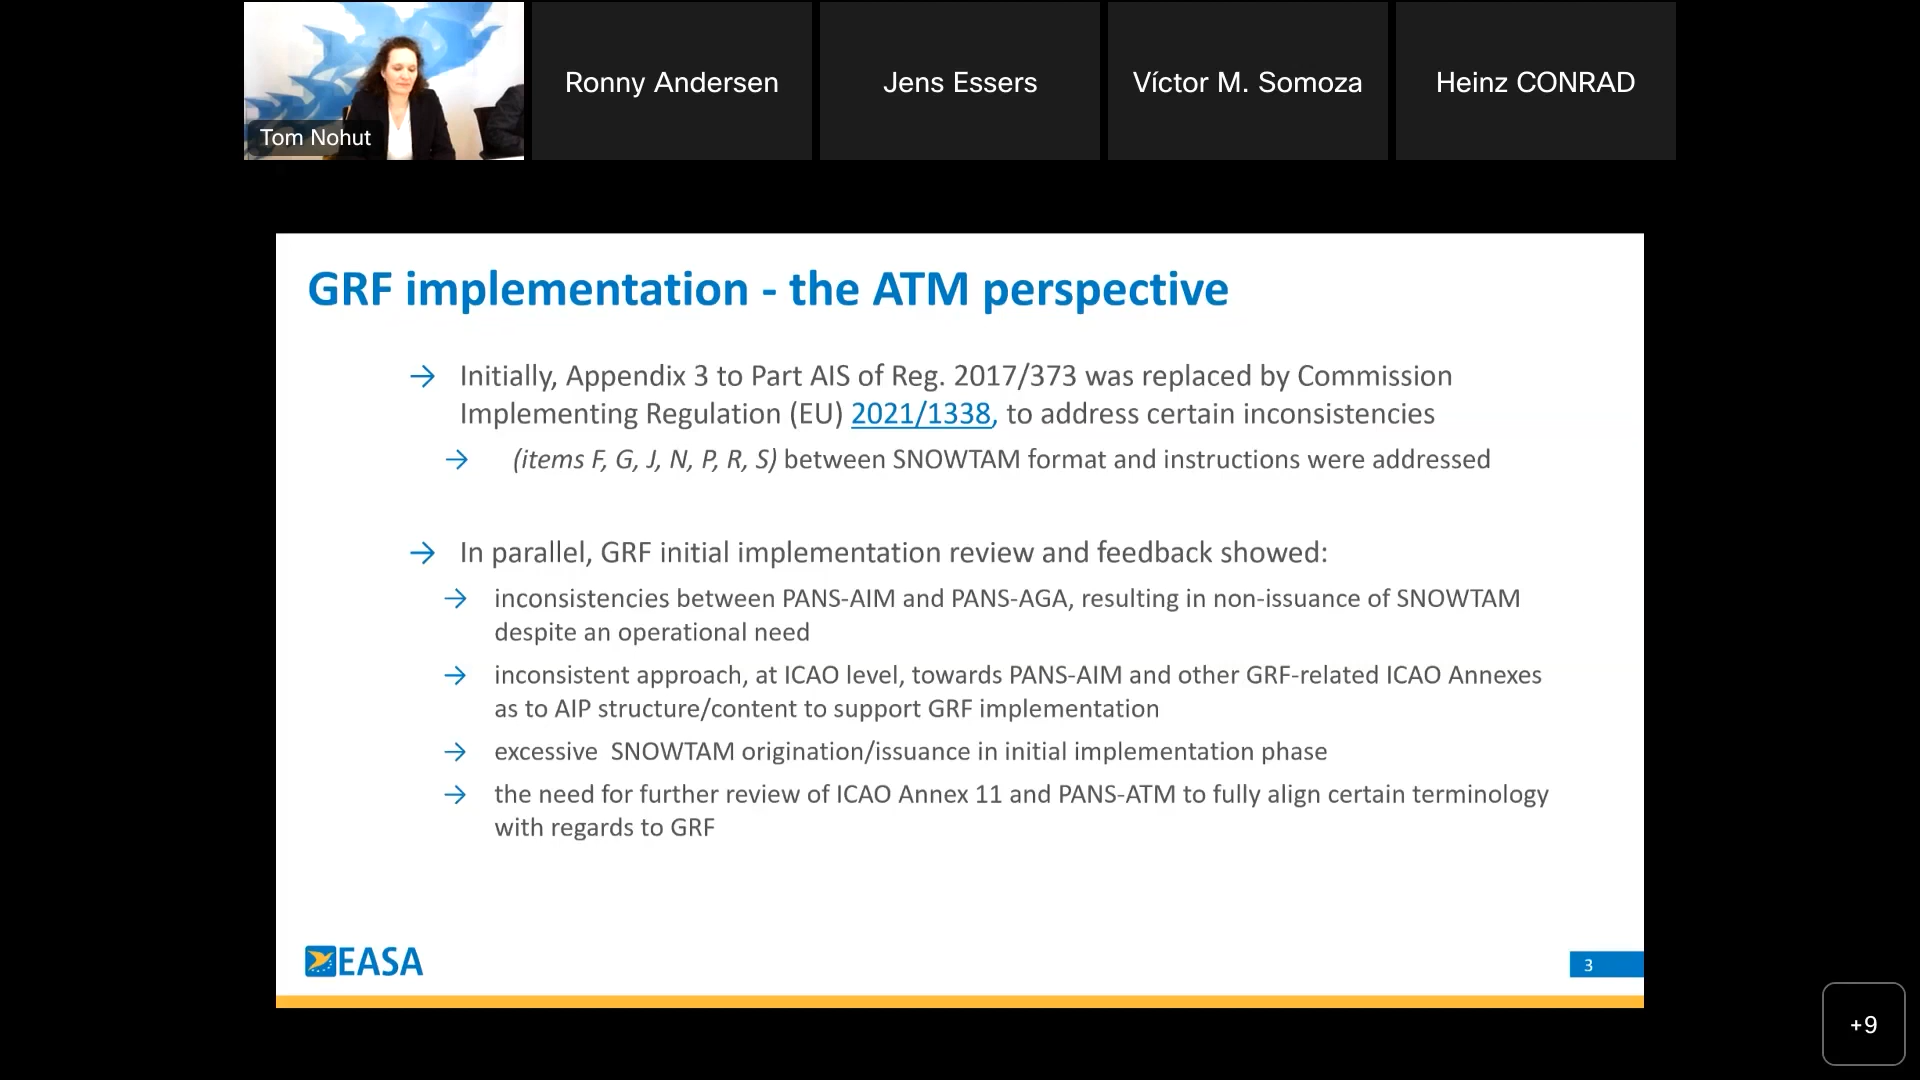 Tom Nohut
Ronny Andersen
Jens Essers
Víctor M. Somoza
Heinz CONRAD
GRF implementation - the ATM perspective
→ Initially, Appendix 3 to Part AIS of Reg. 2017/373 was replaced by Commission
Implementing Regulation (EU) 2021/1338, to address certain inconsistencies
→ (items F, G, J, N, P, R, S) between SNOWTAM format and instructions were addressed
→ In parallel, GRF initial implementation review and feedback showed:
→ inconsistencies between PANS-AIM and PANS-AGA, resulting in non-issuance of SNOWTAM
despite an operational need
→ inconsistent approach, at ICAO level, towards PANS-AIM and other GRF-related ICAO Annexes
as to AIP structure/content to support GRF implementation
→ excessive SNOWTAM origination/issuance in initial implementation phase
→ the need for further review of ICAO Annex 11 and PANS-ATM to fully align certain terminology
with regards to GRF
EASA
3
+9